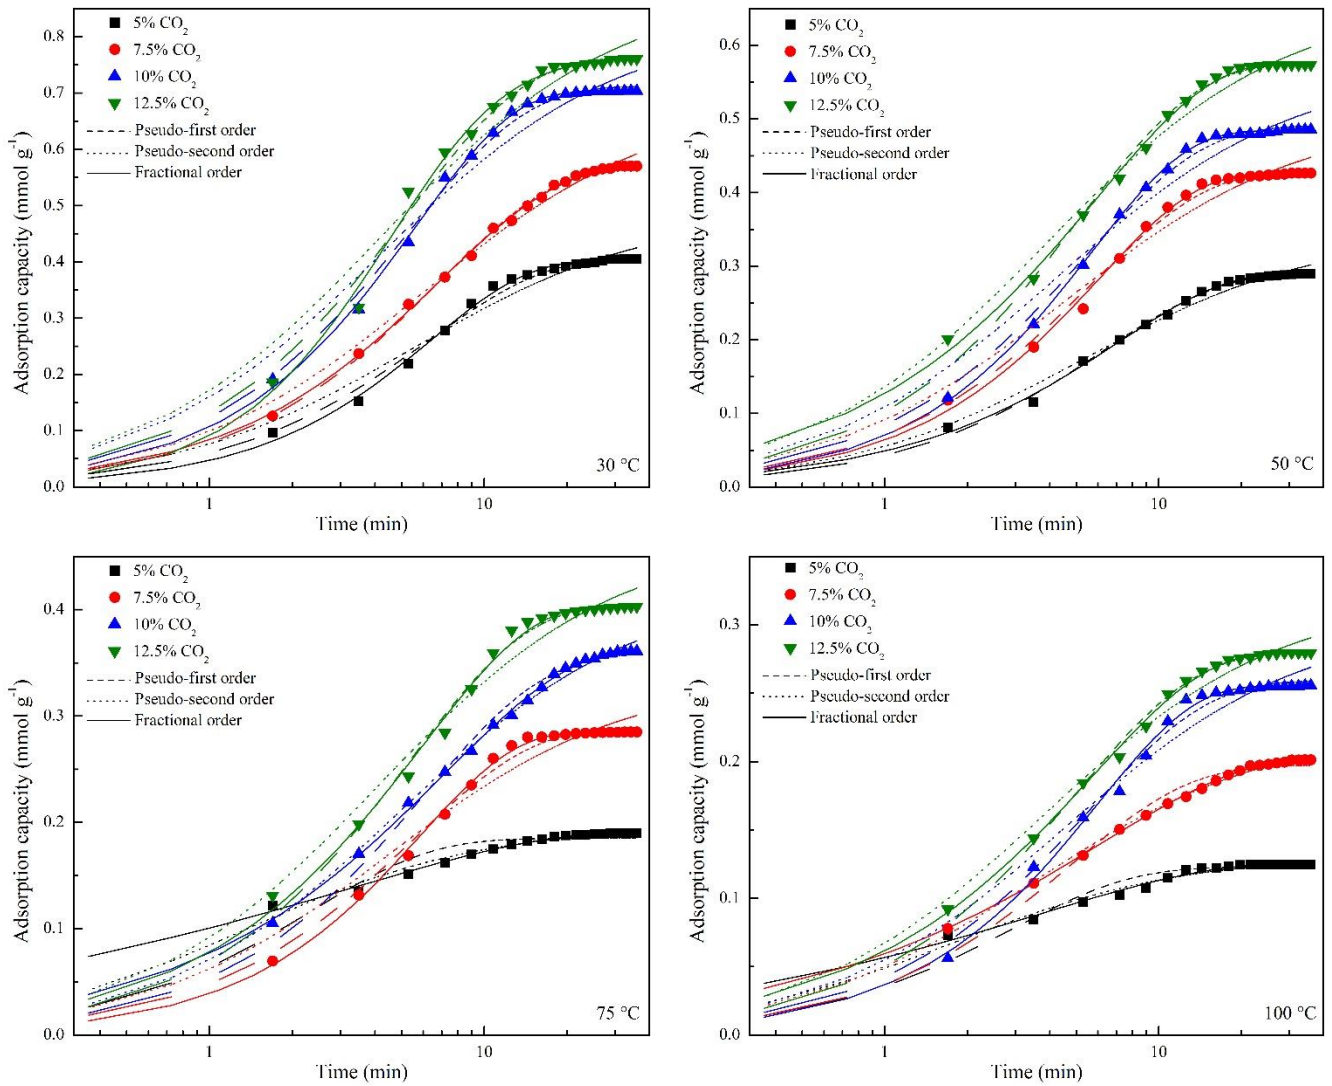 0.8
0.7
0.6
0.5
0.4
0.3
0.2
0.1
0.0
Adsorption capacity (mmol g⁻¹)
5% CO₂
7.5% CO₂
10% CO₂
12.5% CO₂
Pseudo-first order
Pseudo-second order
Fractional order
30 °C
1
10
Time (min)
0.6
0.5
0.4
0.3
0.2
0.1
0.0
Adsorption capacity (mmol g⁻¹)
5% CO₂
7.5% CO₂
10% CO₂
12.5% CO₂
Pseudo-first order
Pseudo-second order
Fractional order
50 °C
1
10
Time (min)
0.4
0.3
0.2
0.1
0.0
Adsorption capacity (mmol g⁻¹)
5% CO₂
7.5% CO₂
10% CO₂
12.5% CO₂
Pseudo-first order
Pseudo-second order
Fractional order
75 °C
1
10
Time (min)
0.3
0.2
0.1
0.0
Adsorption capacity (mmol g⁻¹)
5% CO₂
7.5% CO₂
10% CO₂
12.5% CO₂
Pseudo-first order
Pseudo-second order
Fractional order
100 °C
1
10
Time (min)